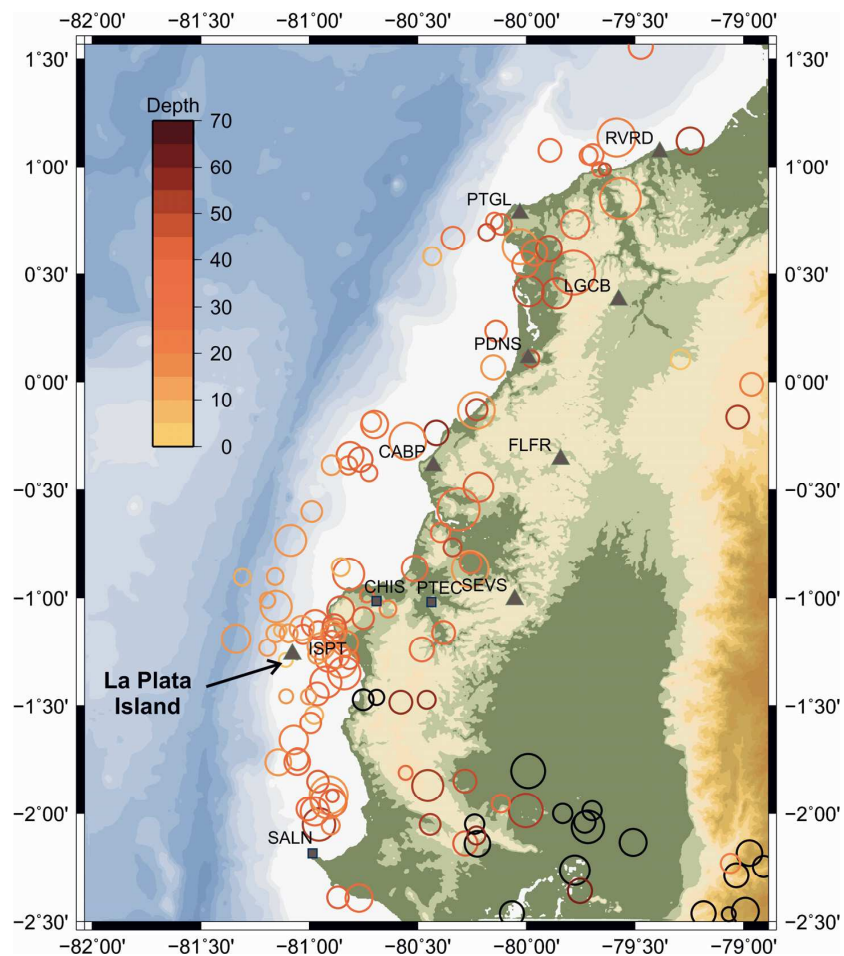 −82°00' −81°30' −81°00' −80°30' −80°00' −79°30' −79°00'
1°30' 1°30'
Depth
70
60
50
40
30
20
10
0
RVRD
1°00' 1°00'
PTGL
0°30' 0°30'
LGCB
PDNS
0°00' 0°00'
CABP
FLFR
−0°30' −0°30'
CHIS
PTEC
SEVS
−1°00' −1°00'
ISPT
La Plata
Island
−1°30' −1°30'
−2°00' −2°00'
SALN
−2°30' −2°30'
−82°00' −81°30' −81°00' −80°30' −80°00' −79°30' −79°00'